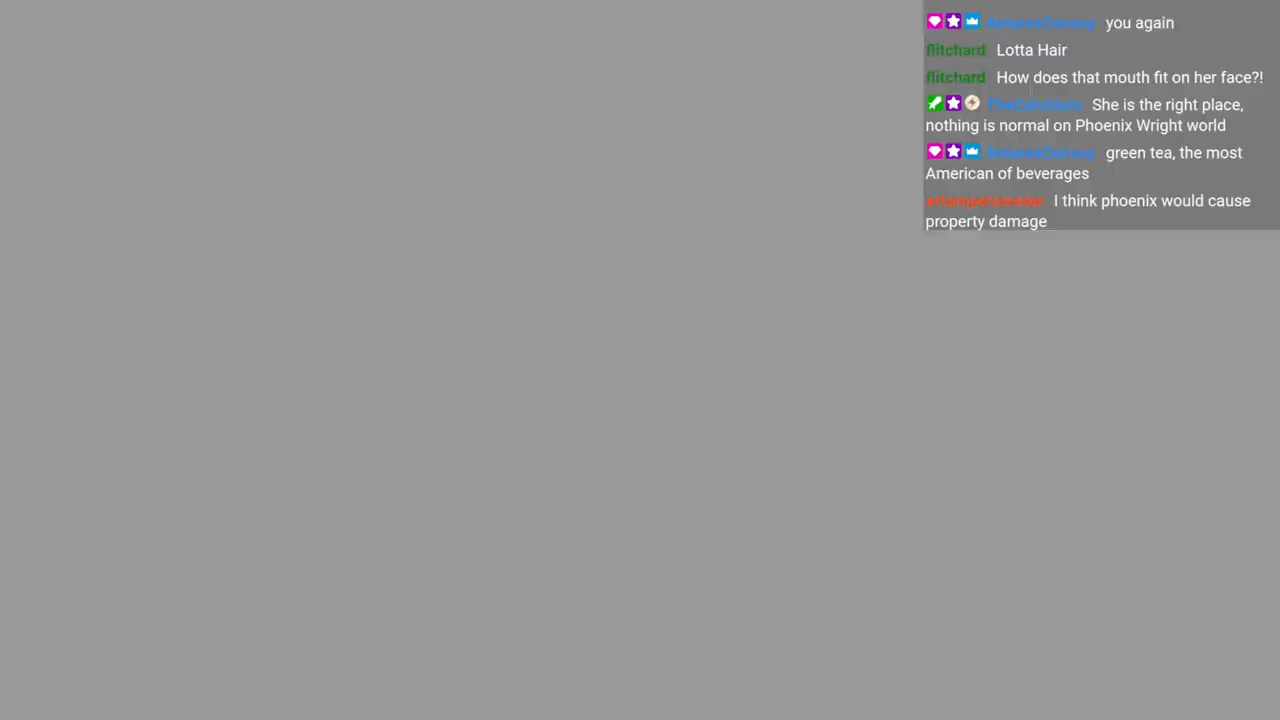 AntaresConvoy you again
flitchard Lotta Hair
flitchard How does that mouth fit on her face?!
She is the right place,
nothing is normal on Phoenix Wright world
AntaresConvoy green tea, the most
American of beverages
I think phoenix would cause
property damage